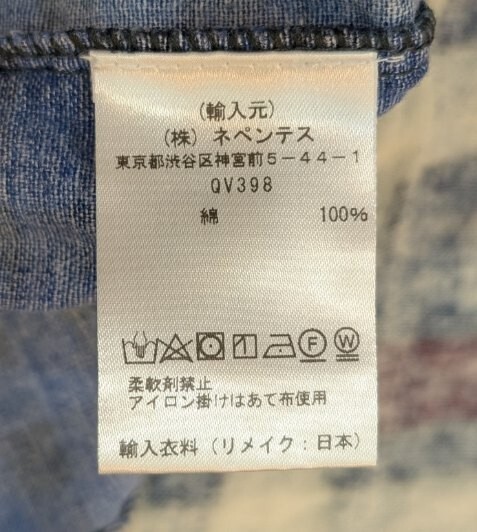 (輸入元)
(株) ネペンテス
東京都渋谷区神宮前5-44-1
QV398
綿 100%
F W
柔軟剤禁止
アイロン掛けはあて布使用
輸入衣料 (リメイク:日本)